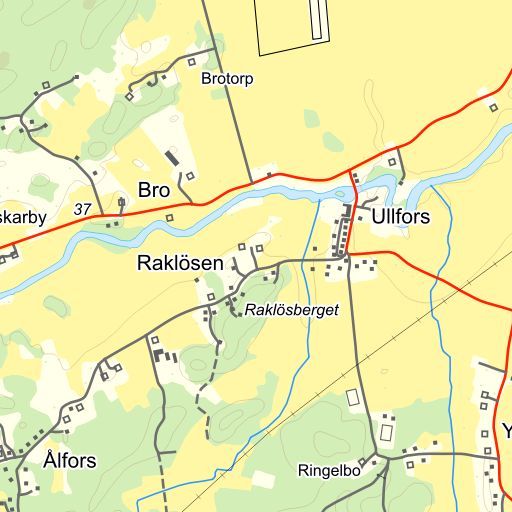 Brotorp
Bro
skarby
37
Ullfors
Raklösen
Raklösberget
Y
Ålfors
Ringelbo